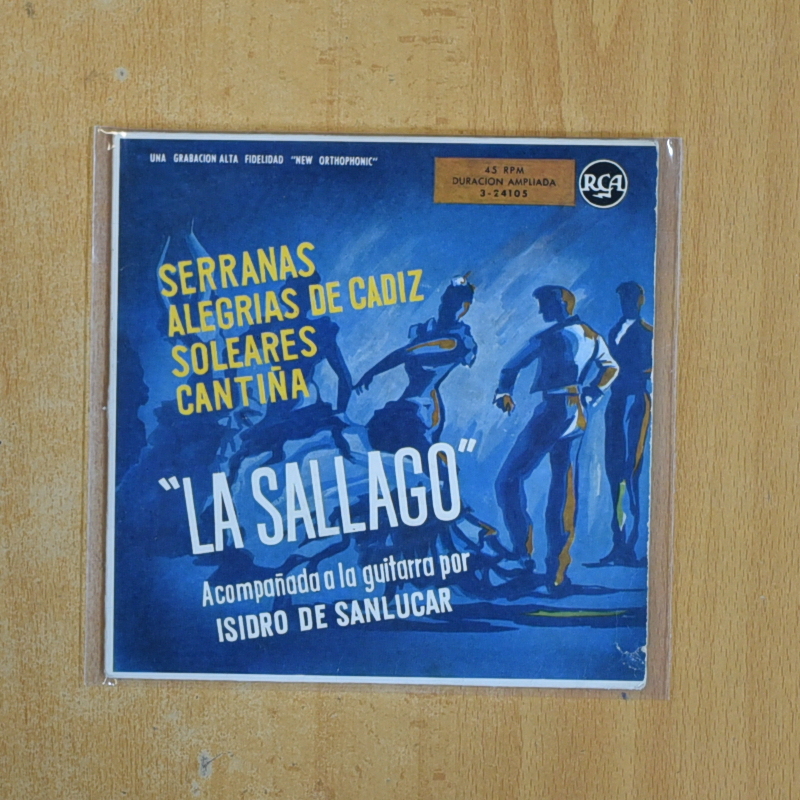 UNA GRABACION ALTA FIDELIDAD "NEW ORTHOPHONIC"
45 RPM
DURACION AMPLIADA
3-24105
RCA
SERRANAS
ALEGRIAS DE CADIZ
SOLEARES
CANTIÑA
"LA SALLAGO"
Acompañada a la guitarra por
ISIDRO DE SANLUCAR